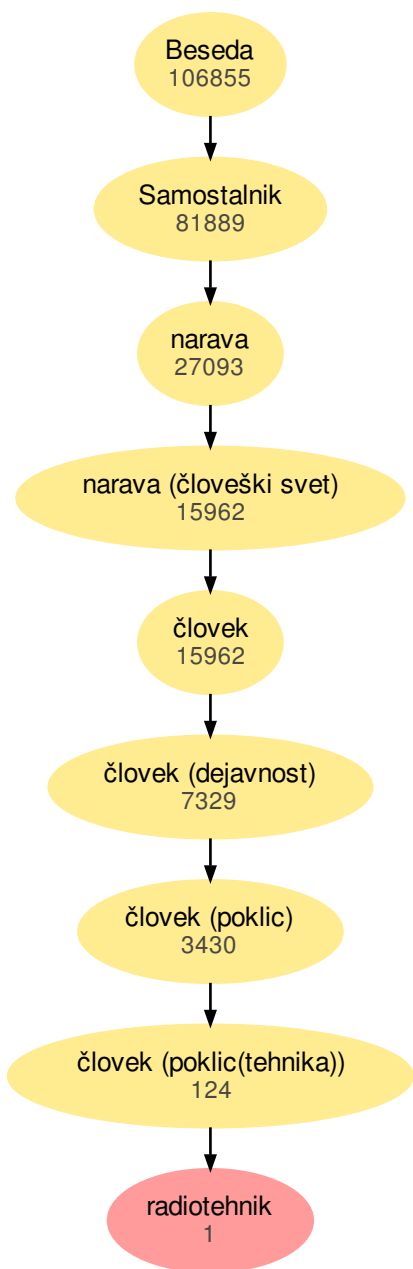 Beseda
106855
Samostalnik
81889
narava
27093
narava (človeški svet)
15962
človek
15962
človek (dejavnost)
7329
človek (poklic)
3430
človek (poklic(tehnika))
124
radiotehnik
1